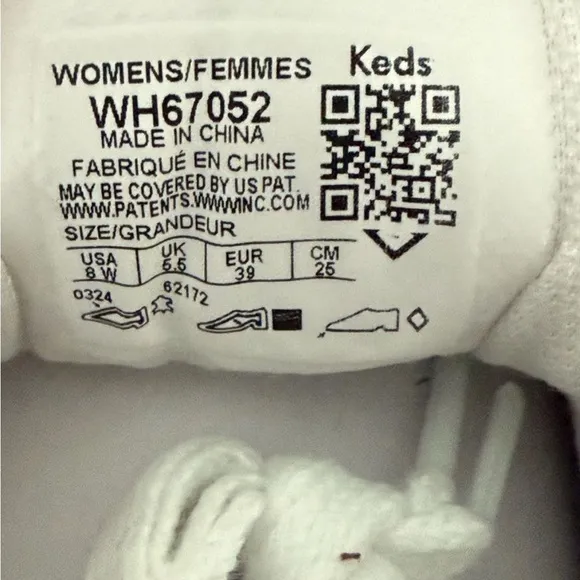 WOMENS/FEMMES Keds
WH67052
MADE IN CHINA
FABRIQUÉ EN CHINE
MAY BE COVERED BY US PAT.
WWW.PATENTS.WWWINC.COM
SIZE/GRANDEUR
USA UK EUR CM
8 W 5.5 39 25
0324 62172